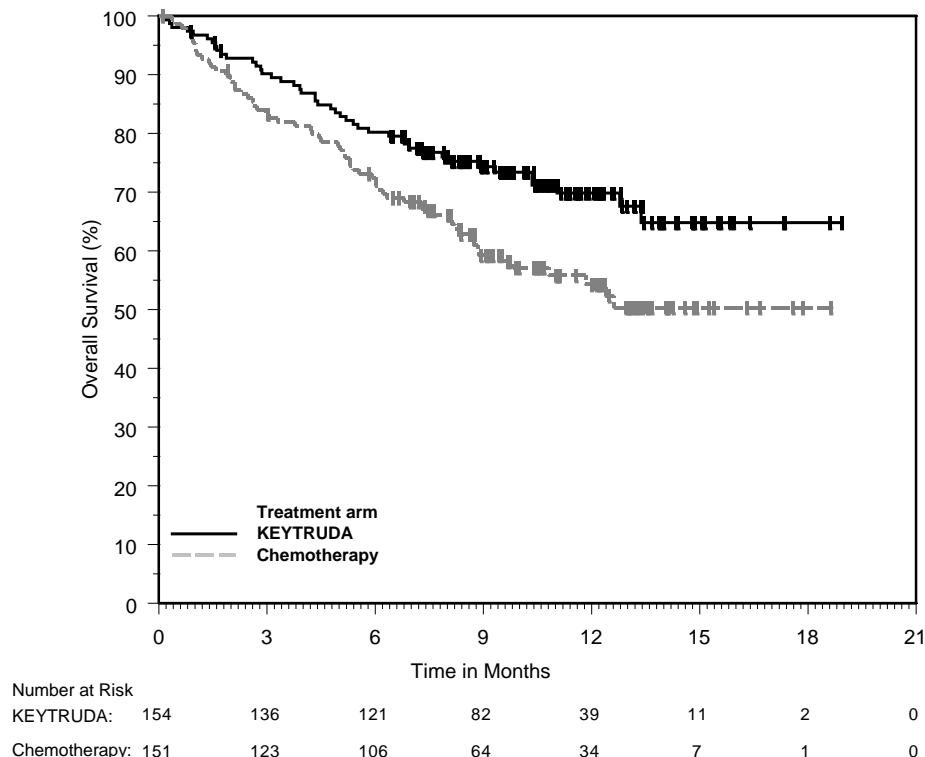 100
90
80
70
60
50
40
30
20
10
0
Overall Survival (%)
Treatment arm
KEYTRUDA
Chemotherapy
0 3 6 9 12 15 18 21
Time in Months
Number at Risk
KEYTRUDA: 154 136 121 82 39 11 2 0
Chemotherapy: 151 123 106 64 34 7 1 0